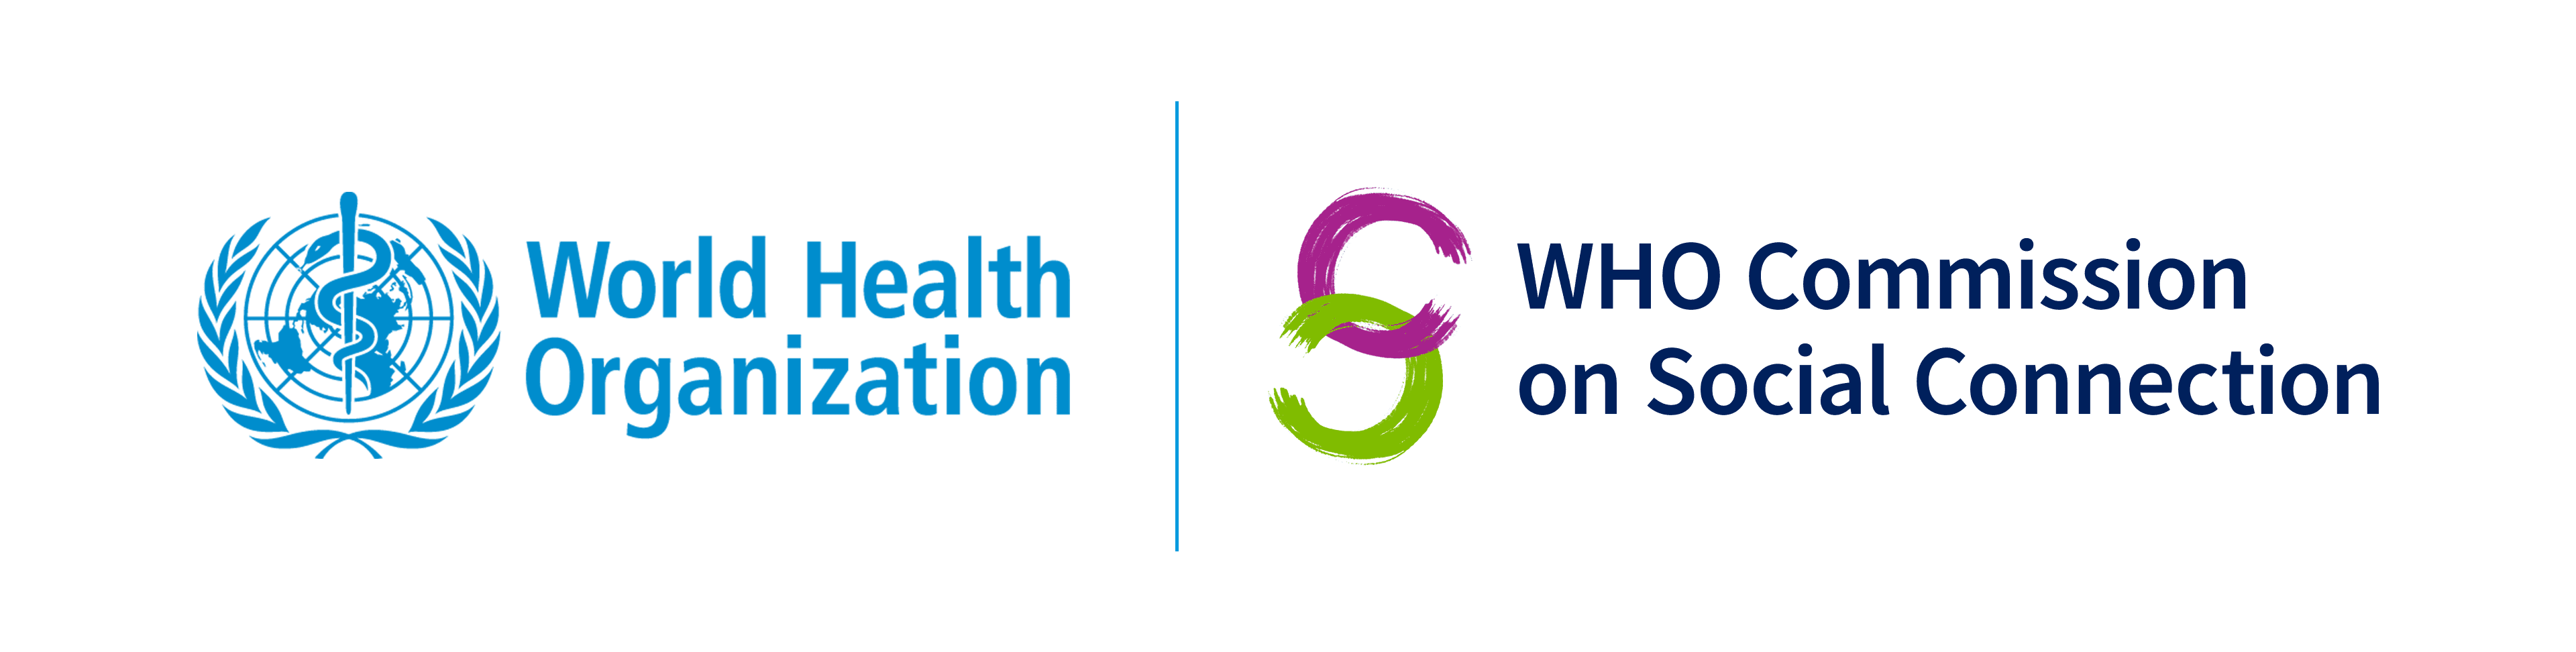 World Health
Organization
WHO Commission
on Social Connection